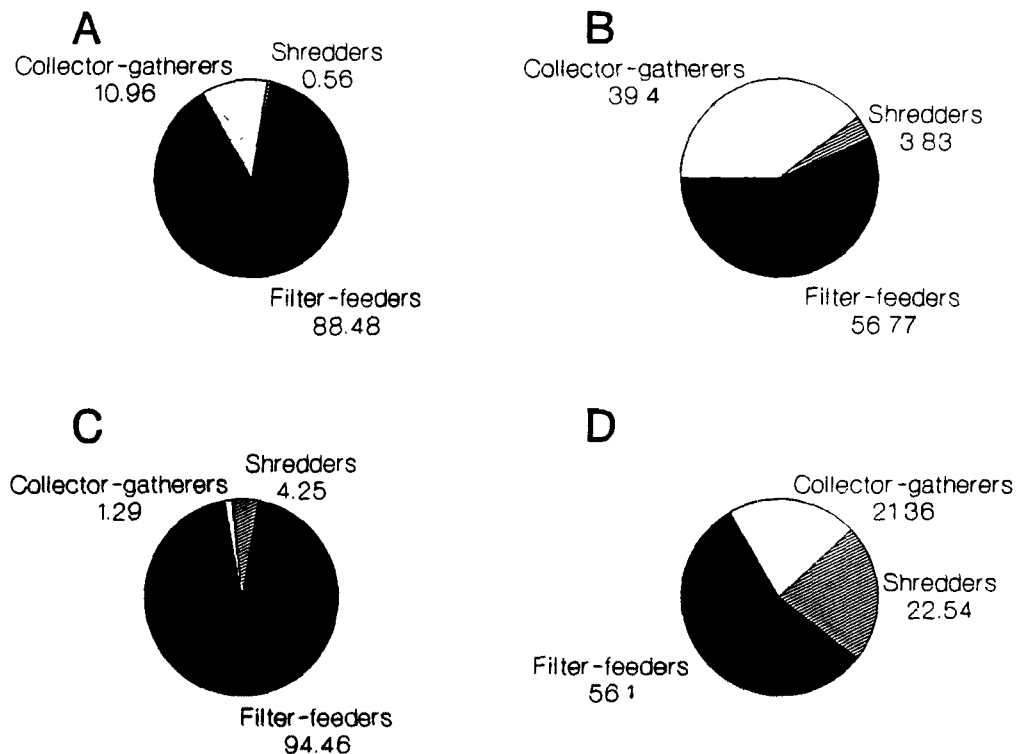 A
Collector-gatherers
10.96
Shredders
0.56
Filter-feeders
88.48
B
Collector-gatherers
39 4
Shredders
3 83
Filter-feeders
56 77
C
Collector-gatherers
1.29
Shredders
4.25
Filter-feeders
94.46
D
Collector-gatherers
21 36
Shredders
22.54
Filter-feeders
56 1